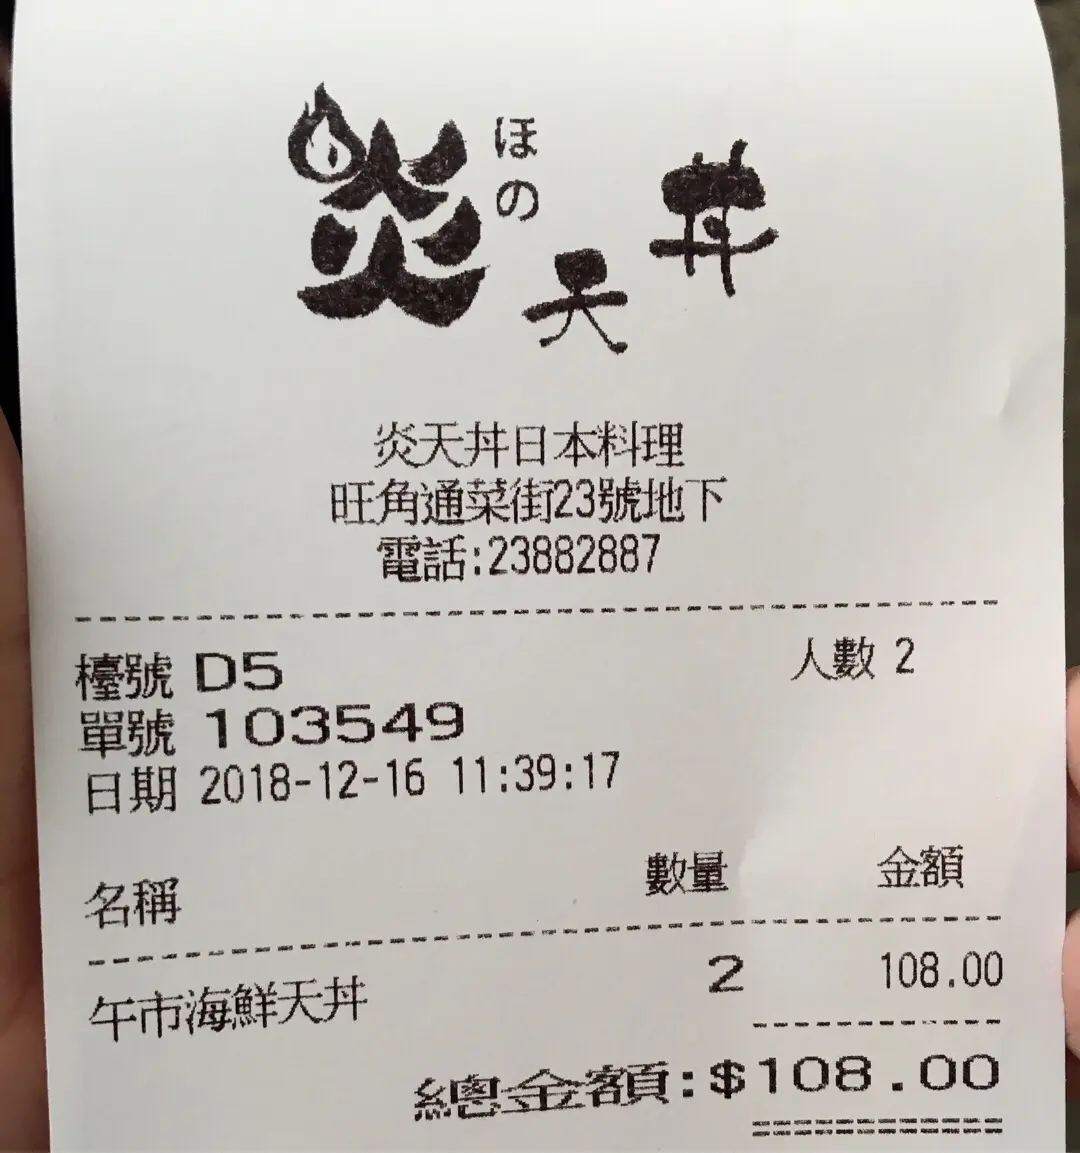 炎 ほの 天 丼
炎天丼日本料理
旺角通菜街23號地下
電話:23882887
檯號 D5 人數 2
單號 103549
日期 2018-12-16 11:39:17
名稱 數量 金額
午市海鮮天丼 2 108.00
總金額:$108.00